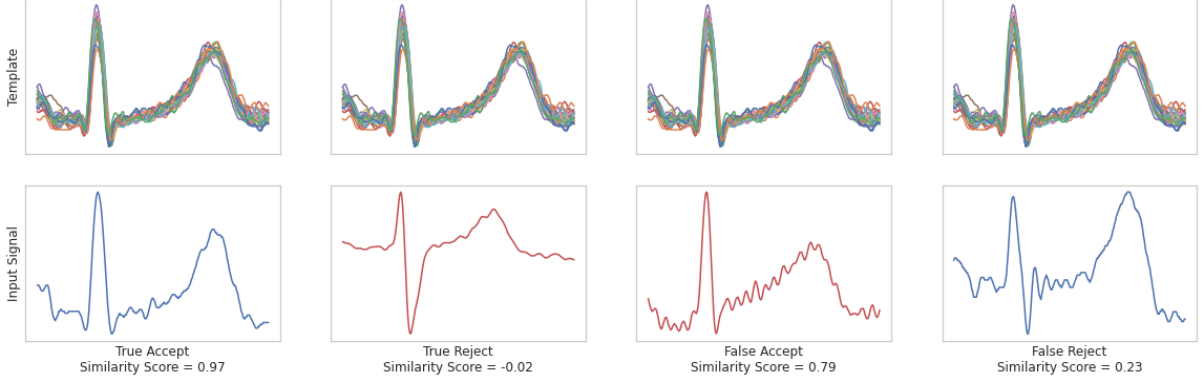 Template
Input Signal
True Accept
Similarity Score = 0.97
True Reject
Similarity Score = -0.02
False Accept
Similarity Score = 0.79
False Reject
Similarity Score = 0.23